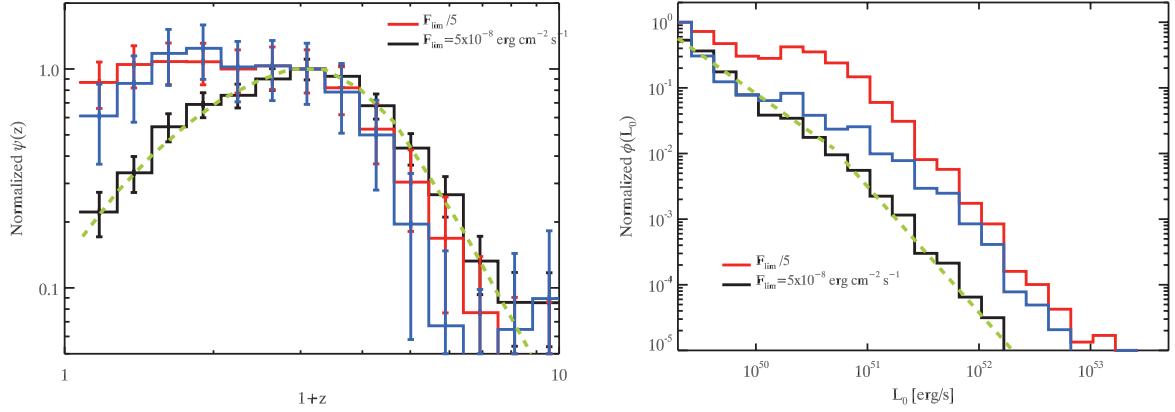 F_lim /5
F_lim=5x10^-8 erg cm^-2 s^-1
Normalized ψ(z)
1.0
0.1
1
10
1+z
Normalized ϕ(L_0)
10^0
10^-1
10^-2
10^-3
10^-4
10^-5
F_lim /5
F_lim=5x10^-8 erg cm^-2 s^-1
10^50
10^51
10^52
10^53
L_0 [erg/s]